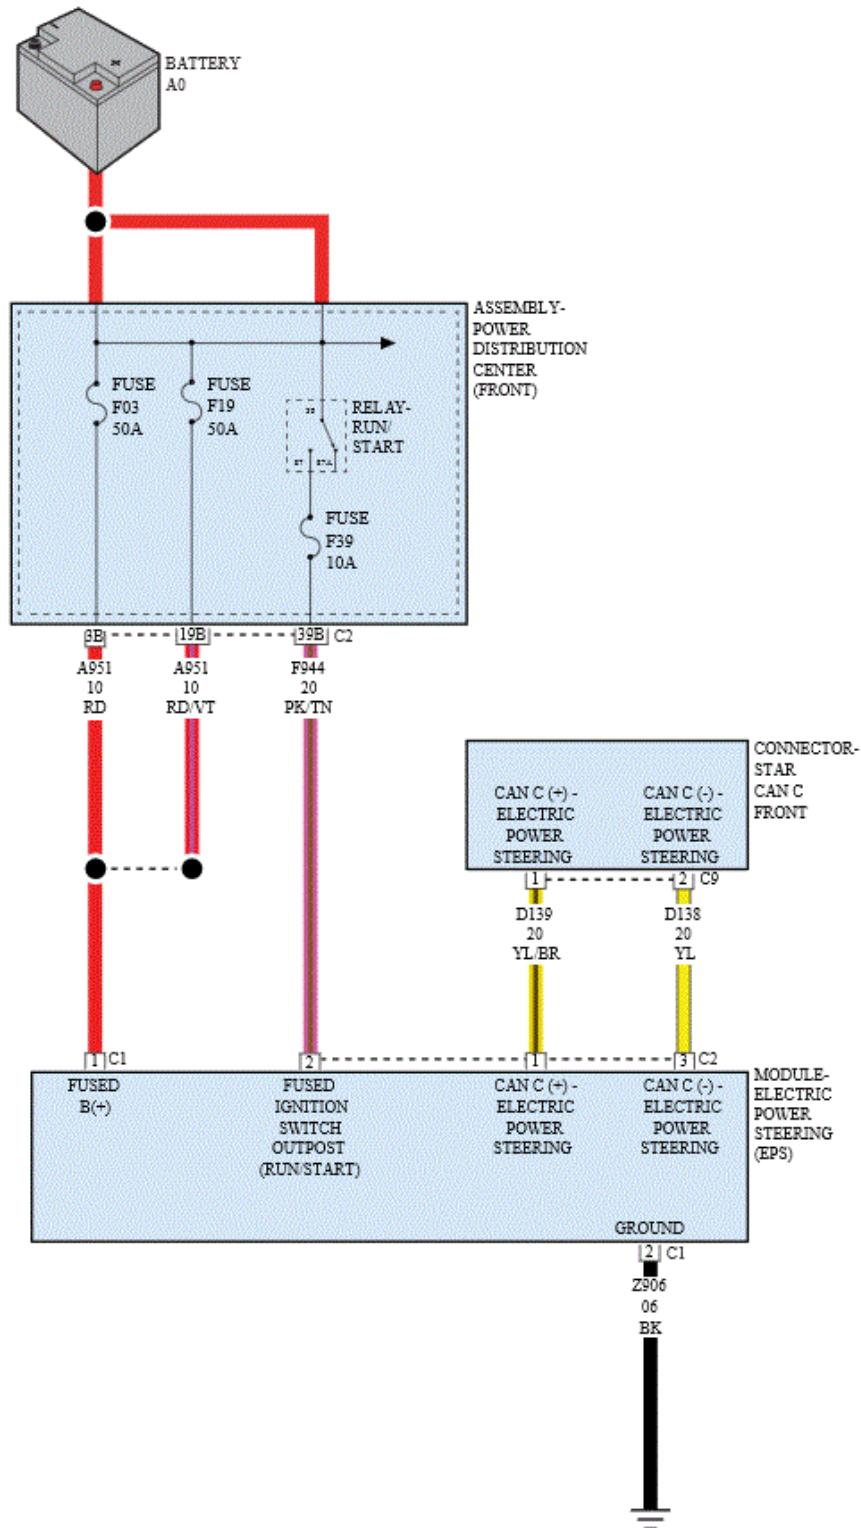 BATTERY
A0
ASSEMBLY-
POWER
DISTRIBUTION
CENTER
(FRONT)
FUSE
F03
50A
FUSE
F19
50A
RELAY-
RUN/
START
FUSE
F39
10A
3B
19B
39B
C2
A951
10
RD
A951
10
RD/VT
F944
20
PK/TN
CONNECTOR-
STAR
CAN C
FRONT
CAN C (+) -
ELECTRIC
POWER
STEERING
CAN C (-) -
ELECTRIC
POWER
STEERING
1
2
C9
D139
20
YL/BR
D138
20
YL
1
C1
2
1
3
C2
MODULE-
ELECTRIC
POWER
STEERING
(EPS)
FUSED
B(+)
FUSED
IGNITION
SWITCH
OUTPOST
(RUN/START)
CAN C (+) -
ELECTRIC
POWER
STEERING
CAN C (-) -
ELECTRIC
POWER
STEERING
GROUND
2
C1
Z906
06
BK